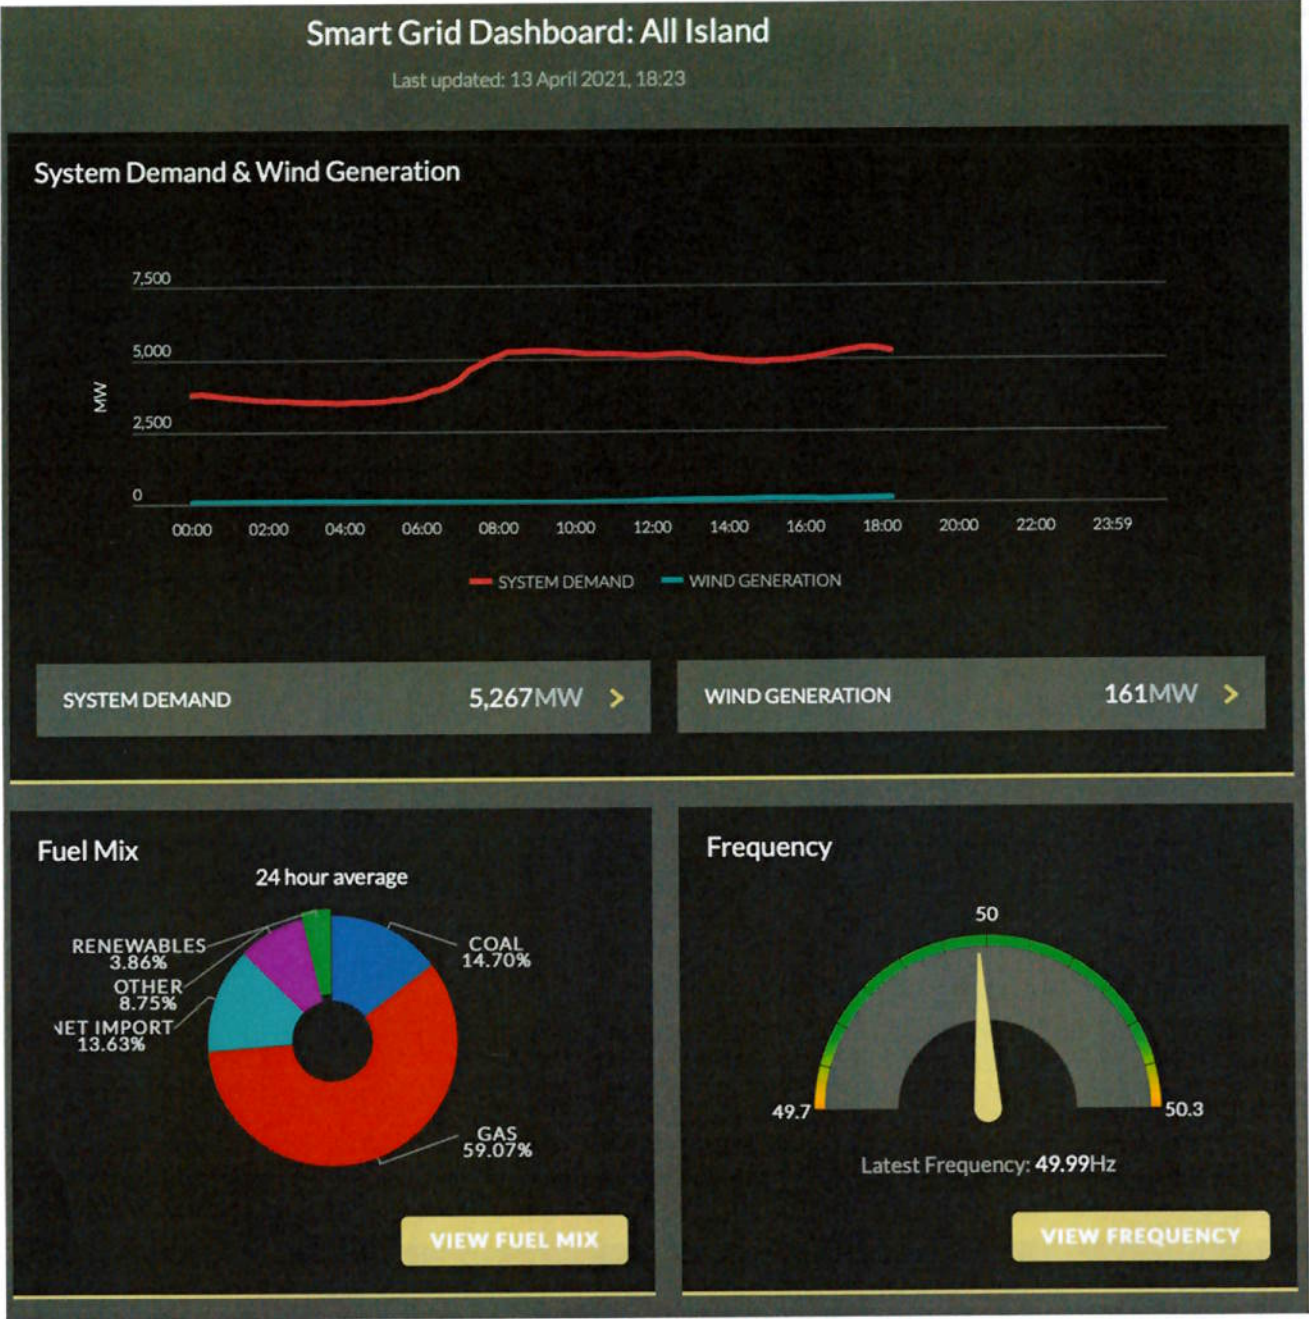 Smart Grid Dashboard: All Island
Last updated: 13 April 2021, 18:23
System Demand & Wind Generation
7,500
5,000
2,500
0
MW
00:00 02:00 04:00 06:00 08:00 10:00 12:00 14:00 16:00 18:00 20:00 22:00 23:59
SYSTEM DEMAND WIND GENERATION
SYSTEM DEMAND 5,267MW >
WIND GENERATION 161MW >
Fuel Mix
24 hour average
RENEWABLES
3.86%
OTHER
8.75%
NET IMPORT
13.63%
COAL
14.70%
GAS
59.07%
VIEW FUEL MIX
Frequency
50
49.7
50.3
Latest Frequency: 49.99Hz
VIEW FREQUENCY